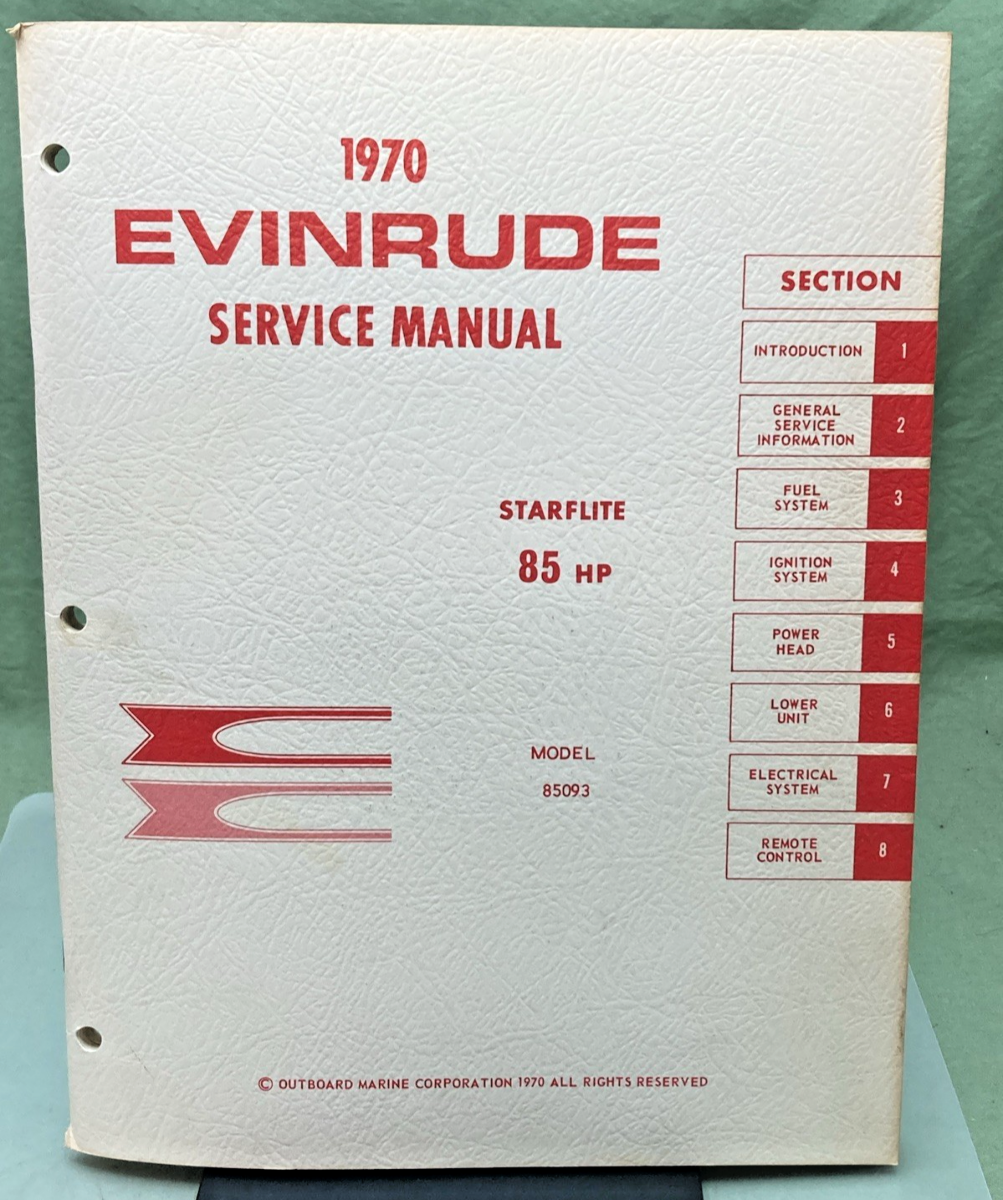 1970
EVINRUDE
SERVICE MANUAL
STARFLITE
85 HP
MODEL
85093
SECTION
INTRODUCTION 1
GENERAL
SERVICE 2
INFORMATION
FUEL
SYSTEM 3
IGNITION
SYSTEM 4
POWER
HEAD 5
LOWER
UNIT 6
ELECTRICAL
SYSTEM 7
REMOTE
CONTROL 8
© OUTBOARD MARINE CORPORATION 1970 ALL RIGHTS RESERVED